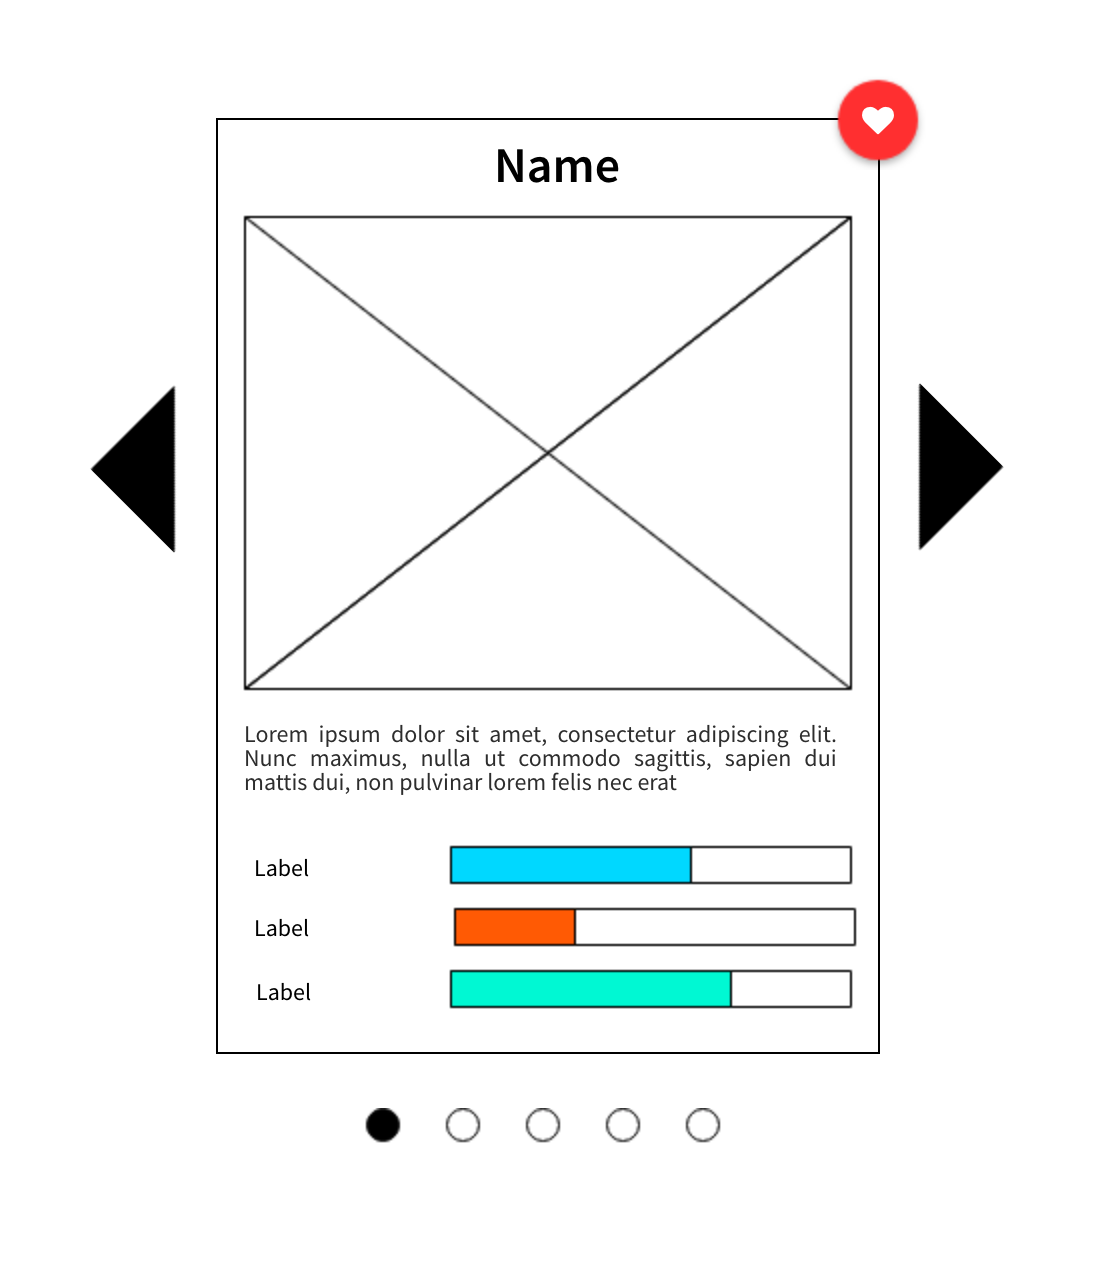 Name
Lorem ipsum dolor sit amet, consectetur adipiscing elit.
Nunc maximus, nulla ut commodo sagittis, sapien dui
mattis dui, non pulvinar lorem felis nec erat
Label
Label
Label